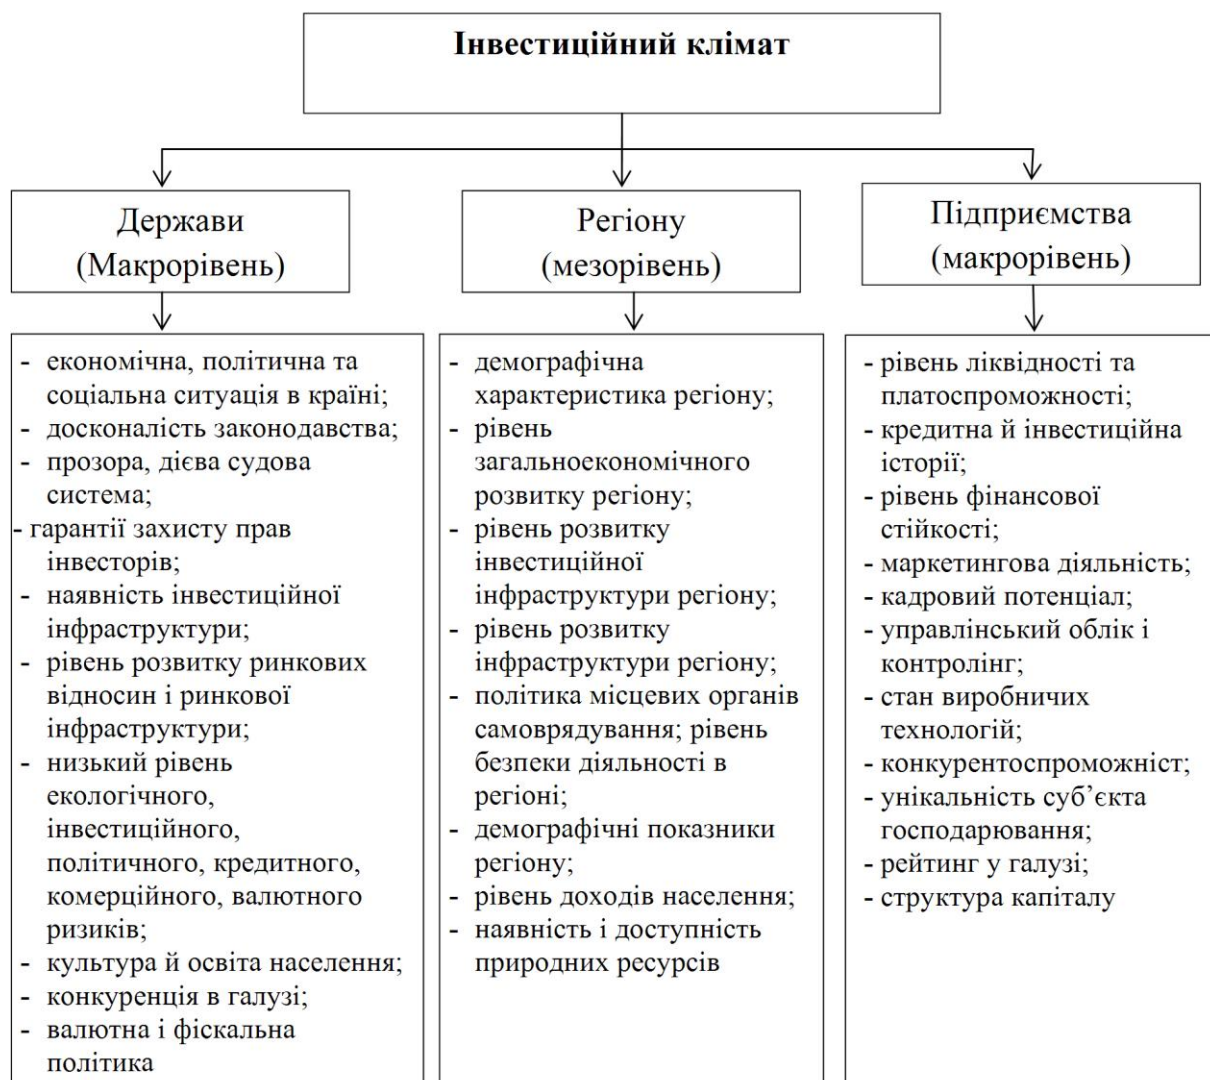 Інвестиційний клімат
Держави
(Макрорівень)
Регіону
(мезорівень)
Підприємства
(макрорівень)
- економічна, політична та
соціальна ситуація в країні;
- досконалість законодавства;
- прозора, дієва судова
система;
- гарантії захисту прав
інвесторів;
- наявність інвестиційної
інфраструктури;
- рівень розвитку ринкових
відносин і ринкової
інфраструктури;
- низький рівень
екологічного,
інвестиційного,
політичного, кредитного,
комерційного, валютного
ризиків;
- культура й освіта населення;
- конкуренція в галузі;
- валютна і фіскальна
політика
- демографічна
характеристика регіону;
- рівень
загальноекономічного
розвитку регіону;
- рівень розвитку
інвестиційної
інфраструктури регіону;
- рівень розвитку
інфраструктури регіону;
- політика місцевих органів
самоврядування; рівень
безпеки діяльності в
регіоні;
- демографічні показники
регіону;
- рівень доходів населення;
- наявність і доступність
природних ресурсів
- рівень ліквідності та
платоспроможності;
- кредитна й інвестиційна
історії;
- рівень фінансової
стійкості;
- маркетингова діяльність;
- кадровий потенціал;
- управлінський облік і
контролінг;
- стан виробничих
технологій;
- конкурентоспроможніст;
- унікальність суб’єкта
господарювання;
- рейтинг у галузі;
- структура капіталу